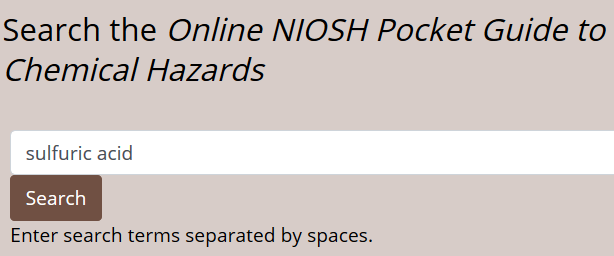 Search the Online NIOSH Pocket Guide to
Chemical Hazards
sulfuric acid
Search
Enter search terms separated by spaces.